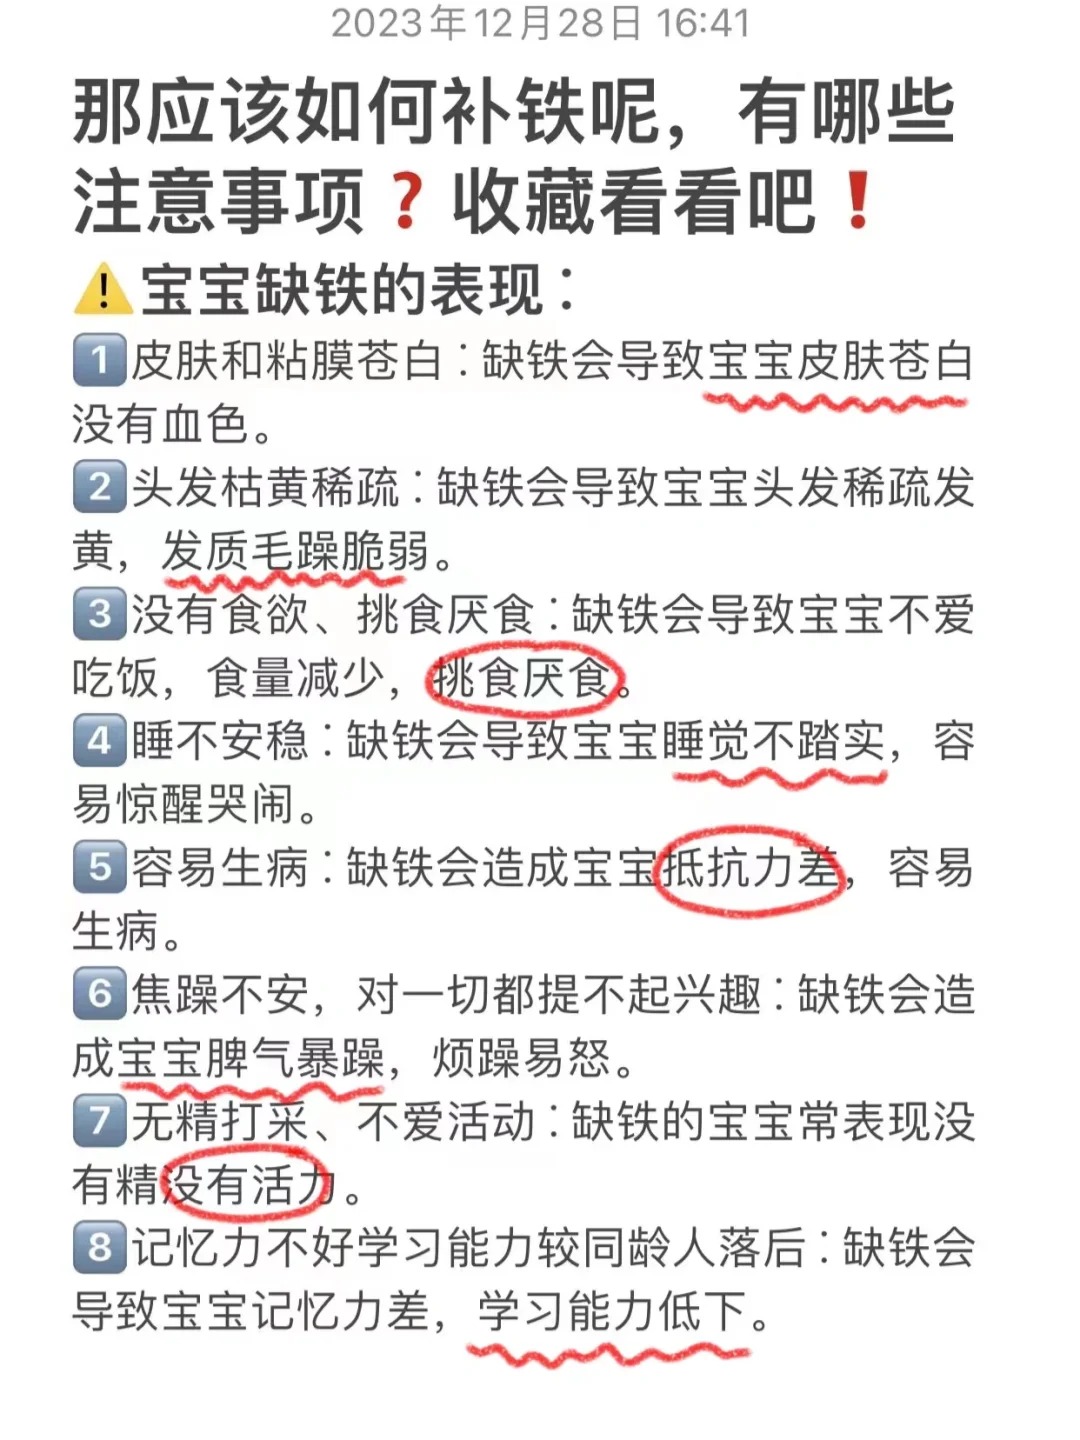 2023年12月28日 16:41
那应该如何补铁呢，有哪些
注意事项❓收藏看看吧❗
⚠️宝宝缺铁的表现：
1️⃣皮肤和粘膜苍白：缺铁会导致宝宝皮肤苍白
没有血色。
2️⃣头发枯黄稀疏：缺铁会导致宝宝头发稀疏发
黄，发质毛躁脆弱。
3️⃣没有食欲、挑食厌食：缺铁会导致宝宝不爱
吃饭，食量减少，挑食厌食。
4️⃣睡不安稳：缺铁会导致宝宝睡觉不踏实，容
易惊醒哭闹。
5️⃣容易生病：缺铁会造成宝宝抵抗力差，容易
生病。
6️⃣焦躁不安，对一切都提不起兴趣：缺铁会造
成宝宝脾气暴躁，烦躁易怒。
7️⃣无精打采、不爱活动：缺铁的宝宝常表现没
有精没有活力。
8️⃣记忆力不好学习能力较同龄人落后：缺铁会
导致宝宝记忆力差，学习能力低下。